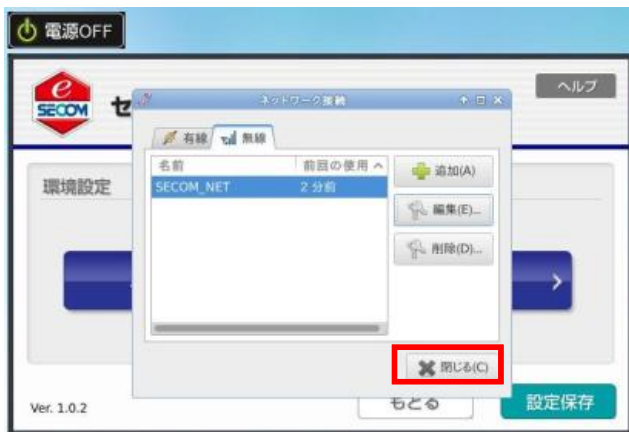 電源OFF
e
SECOM
セ
ヘルプ
ネットワーク接続
有線
無線
名前
前回の使用
追加(A)
SECOM_NET
2 分前
編集(E)...
削除(D)...
環境設定
閉じる(C)
Ver. 1.0.2
もどる
設定保存